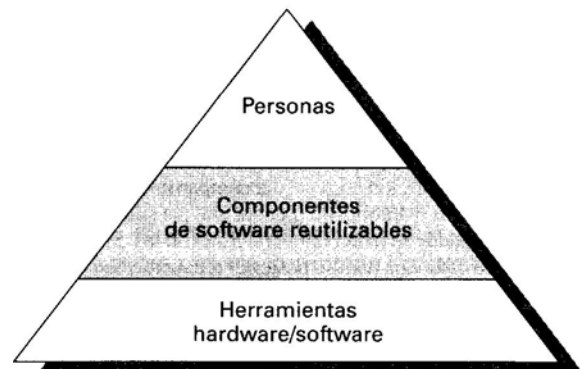 Personas
Componentes
de software reutilizables
Herramientas
hardware/software